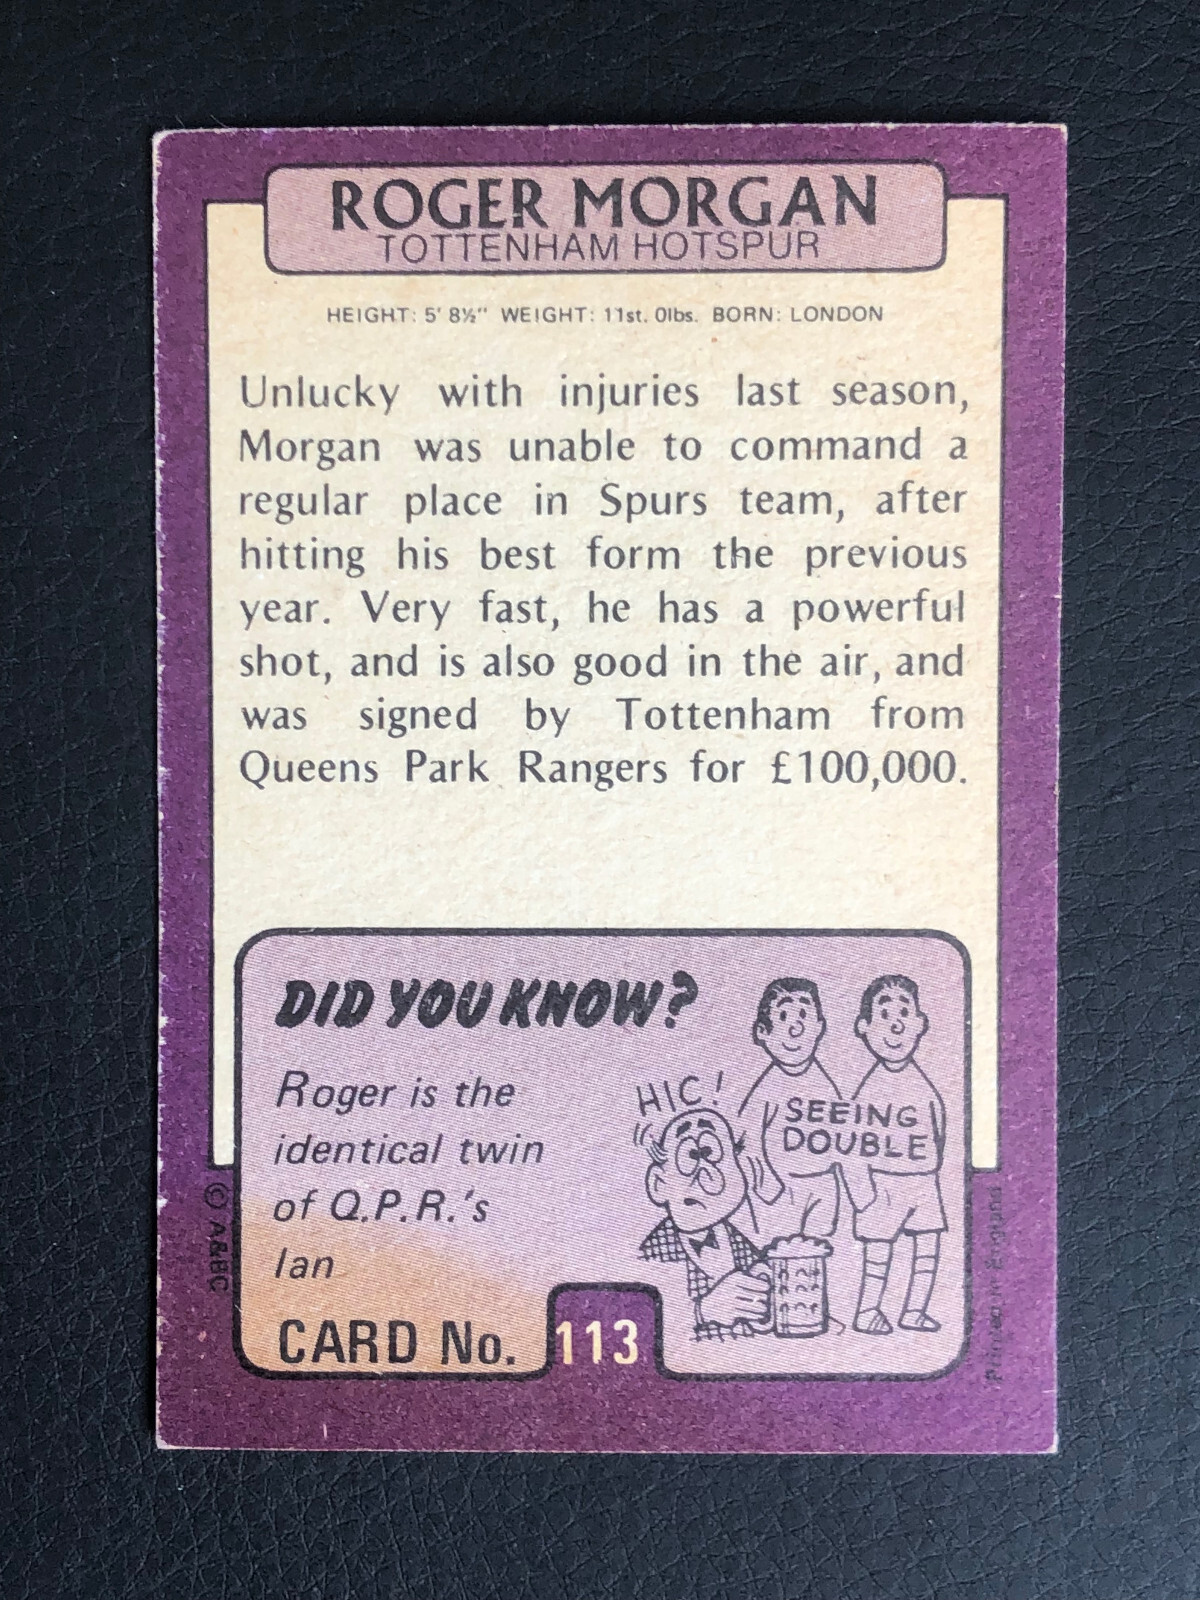 ROGER MORGAN
TOTTENHAM HOTSPUR
HEIGHT: 5' 8½" WEIGHT: 11st. 0lbs. BORN: LONDON
Unlucky with injuries last season,
Morgan was unable to command a
regular place in Spurs team, after
hitting his best form the previous
year. Very fast, he has a powerful
shot, and is also good in the air, and
was signed by Tottenham from
Queens Park Rangers for £100,000.
DID YOU KNOW?
Roger is the
identical twin
of Q.P.R.'s
Ian
HIC!
SEEING
DOUBLE
CARD No. 113
© A&BC
Printed in England